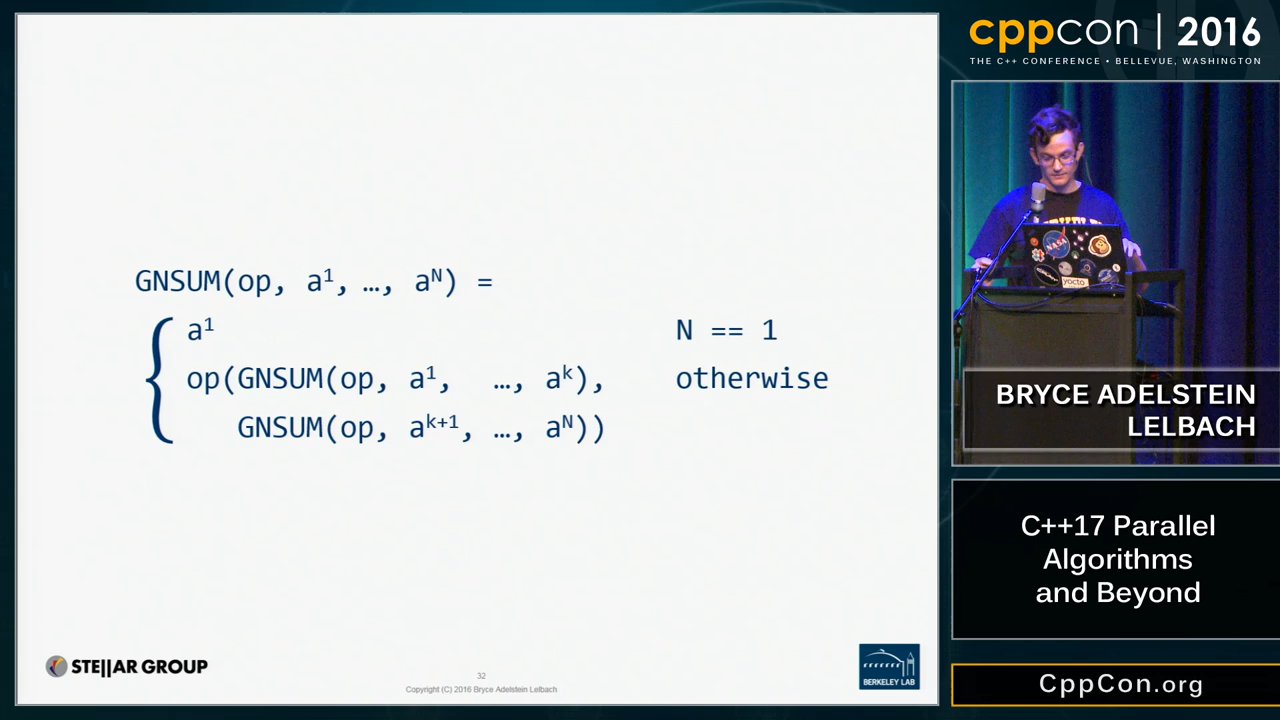 GNSUM(op, a¹, …, aᴺ) =
a¹ N == 1
op(GNSUM(op, a¹, …, aᵏ), otherwise
GNSUM(op, aᵏ⁺¹, …, aᴺ))
STE||AR GROUP
32
Copyright (C) 2016 Bryce Adelstein Lelbach
BERKELEY LAB
cppcon | 2016
THE C++ CONFERENCE • BELLEVUE, WASHINGTON
NASA
yocto
BRYCE ADELSTEIN
LELBACH
C++17 Parallel
Algorithms
and Beyond
CppCon.org